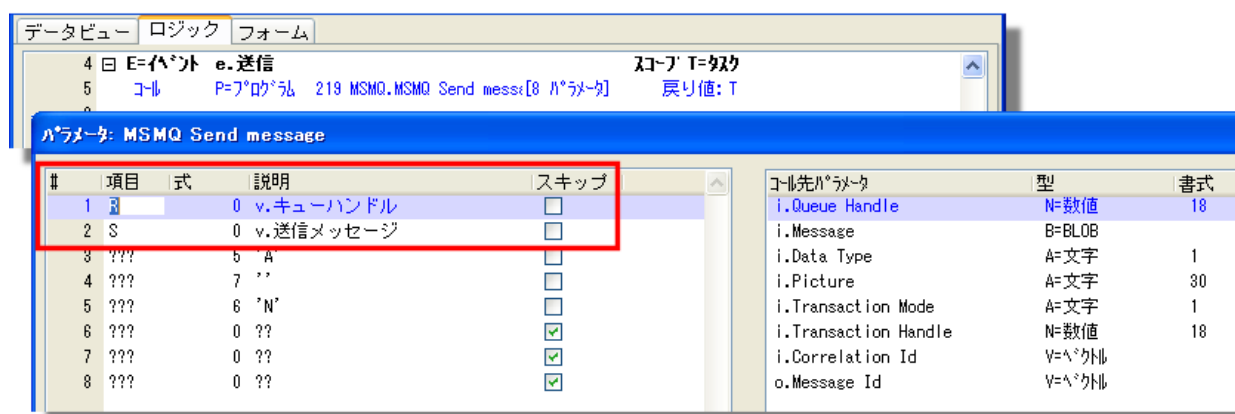 データビュー ロジック フォーム
4 E=ｲﾍﾞﾝﾄ e.送信 ｽｺｰﾌﾟ T=ﾀｽｸ
5 ｺｰﾙ P=ﾌﾟﾛｸﾞﾗﾑ 219 MSMQ.MSMQ Send messa[8 ﾊﾟﾗﾒｰﾀ] 戻り値: T
ﾊﾟﾗﾒｰﾀ: MSMQ Send message
# 項目 式 説明 スキップ ｺｰﾙ先ﾊﾟﾗﾒｰﾀ 型 書式
1 R 0 v.キューハンドル i.Queue Handle N=数値 18
2 S 0 v.送信メッセージ i.Message B=BLOB
3 ??? 5 'A' i.Data Type A=文字 1
4 ??? 7 '' i.Picture A=文字 30
5 ??? 6 'N' i.Transaction Mode A=文字 1
6 ??? 0 ?? i.Transaction Handle N=数値 18
7 ??? 0 ?? i.Correlation Id V=ﾍﾞｸﾄﾙ
8 ??? 0 ?? o.Message Id V=ﾍﾞｸﾄﾙ